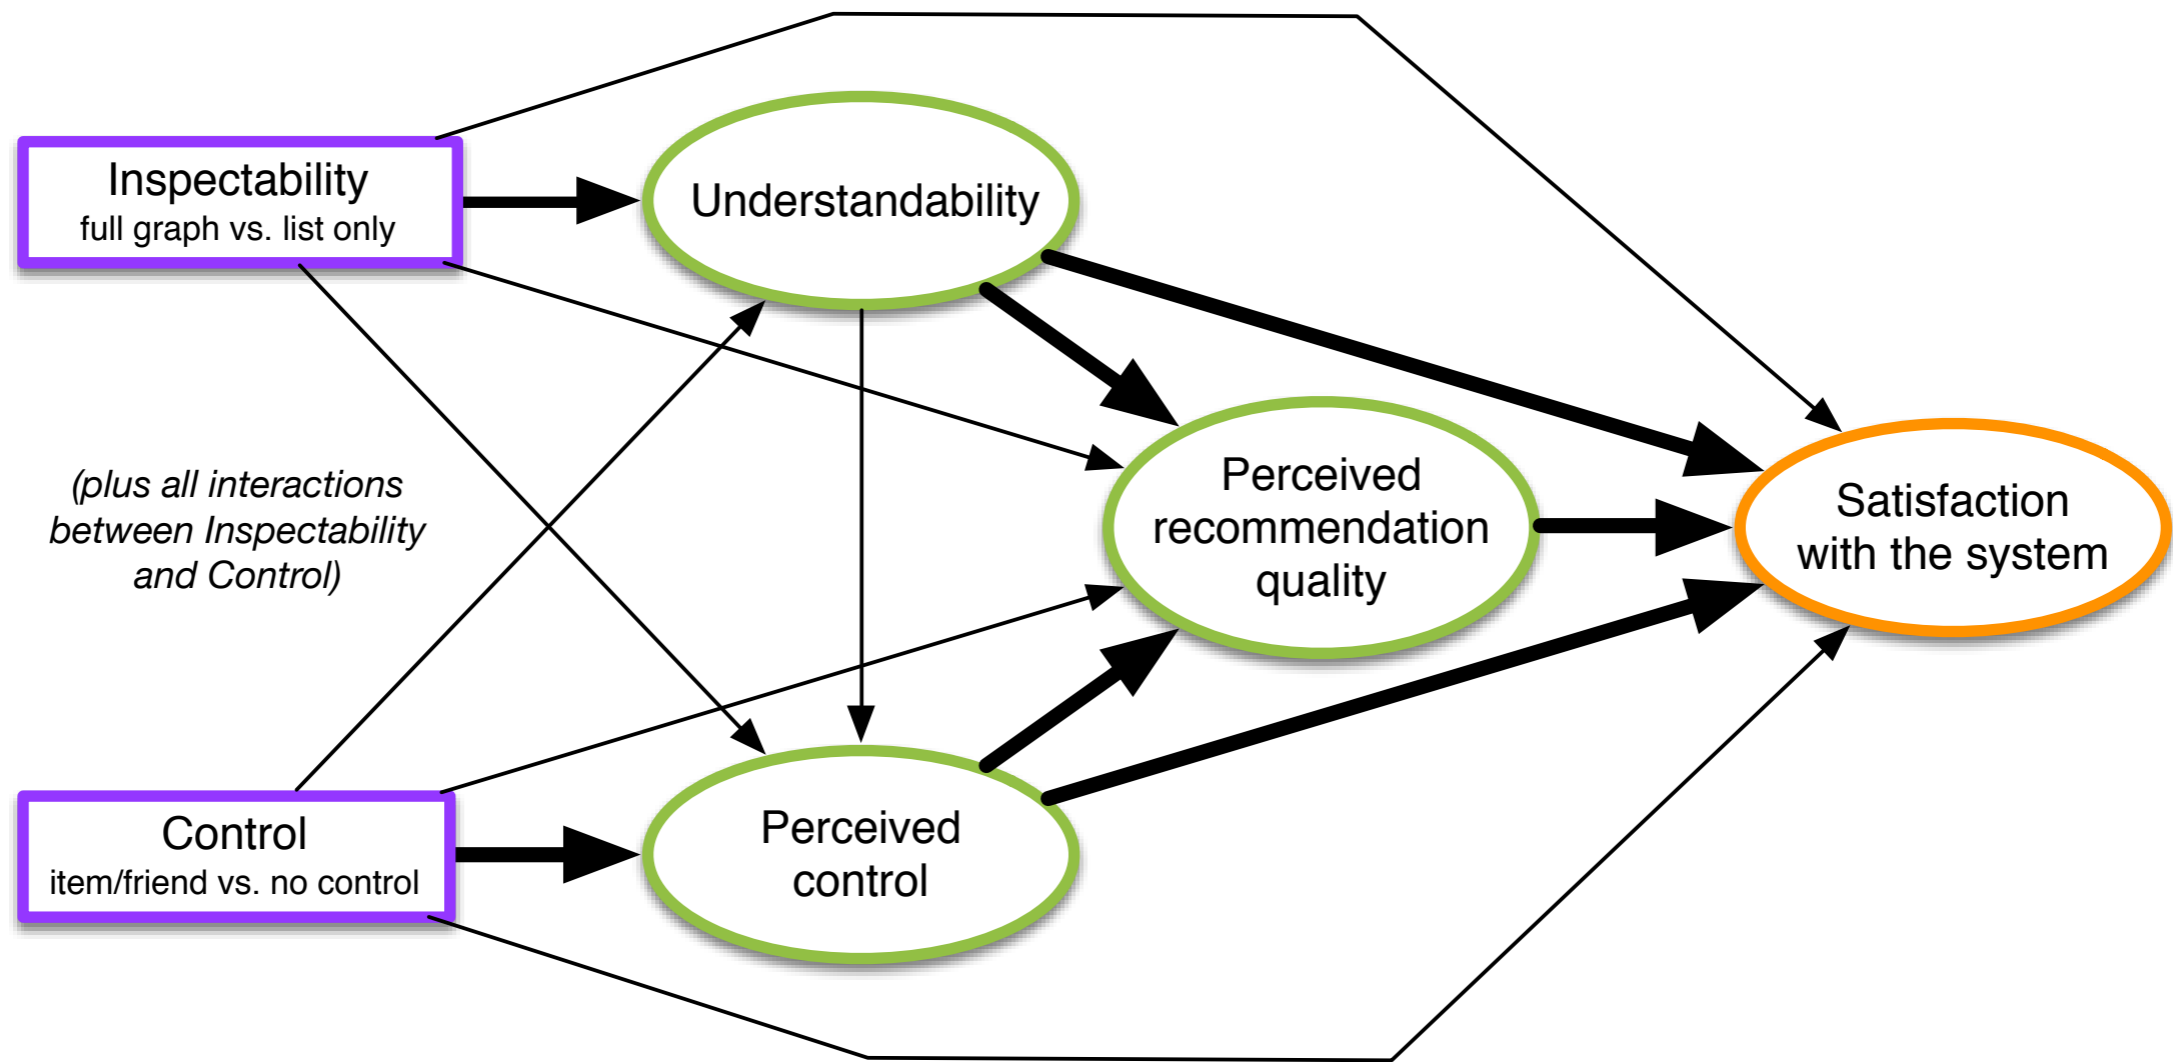 Inspectability
full graph vs. list only
Understandability
(plus all interactions
between Inspectability
and Control)
Perceived
recommendation
quality
Satisfaction
with the system
Control
item/friend vs. no control
Perceived
control